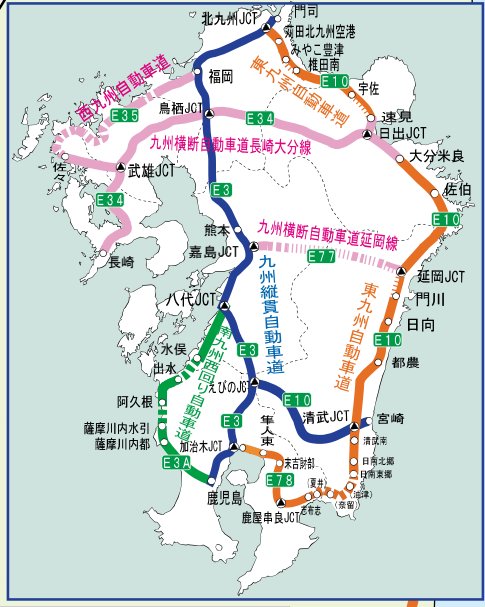 門司
北九州JCT
苅田北九州空港
みやこ豊津
椎田南
東九州自動車道
E10
宇佐
西九州自動車道
福岡
E35
鳥栖JCT
E34
速見
日出JCT
九州横断自動車道長崎大分線
大分米良
佐々
武雄JCT
佐伯
E3
E34
E10
熊本
九州横断自動車道延岡線
嘉島JCT
E77
長崎
九州縦貫自動車道
延岡JCT
八代JCT
門川
東九州自動車道
日向
南九州西回り自動車道
水俣
E3
E10
出水
都農
えびのJCT
阿久根
E10
隼人東
清武JCT
宮崎
薩摩川内水引
E3
薩摩川内都
加治木JCT
清武南
末吉財部
日南北郷
E3A
E78
(夏井)
日南東郷
鹿児島
(油津)
志布志
(奈留)
鹿屋串良JCT